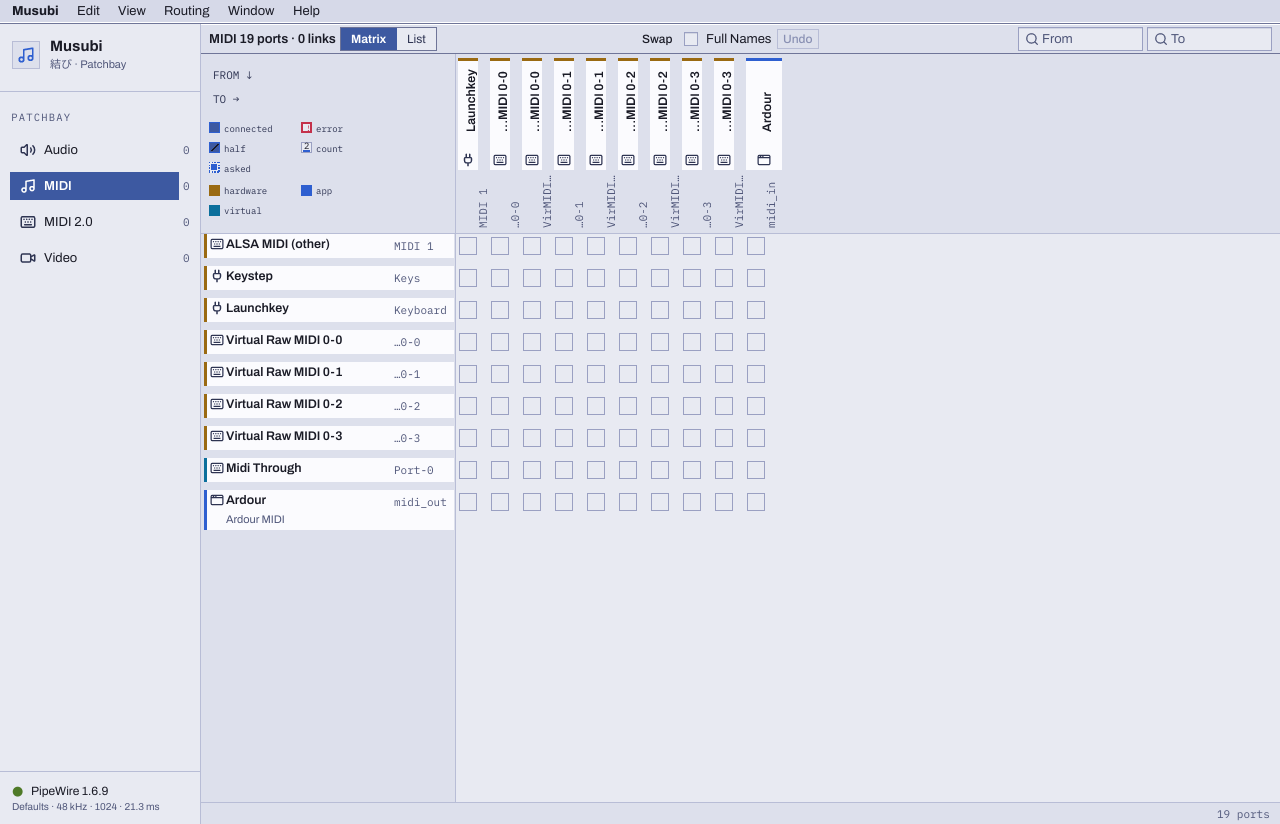 Musubi Edit View Routing Window Help
Musubi
結び · Patchbay
PATCHBAY
Audio 0
MIDI 0
MIDI 2.0 0
Video 0
PipeWire 1.6.9
Defaults · 48 kHz · 1024 · 21.3 ms
MIDI 19 ports · 0 links Matrix List Swap Full Names Undo From To
FROM ↓
TO →
connected error
half 2 count
asked
hardware app
virtual
Launchkey
…MIDI 0-0
…MIDI 0-0
…MIDI 0-1
…MIDI 0-1
…MIDI 0-2
…MIDI 0-2
…MIDI 0-3
…MIDI 0-3
Ardour
MIDI 1
…0-0
VirMIDI…
…0-1
VirMIDI…
…0-2
VirMIDI…
…0-3
VirMIDI…
midi_in
ALSA MIDI (other) MIDI 1
Keystep Keys
Launchkey Keyboard
Virtual Raw MIDI 0-0 …0-0
Virtual Raw MIDI 0-1 …0-1
Virtual Raw MIDI 0-2 …0-2
Virtual Raw MIDI 0-3 …0-3
Midi Through Port-0
Ardour midi_out
Ardour MIDI
19 ports